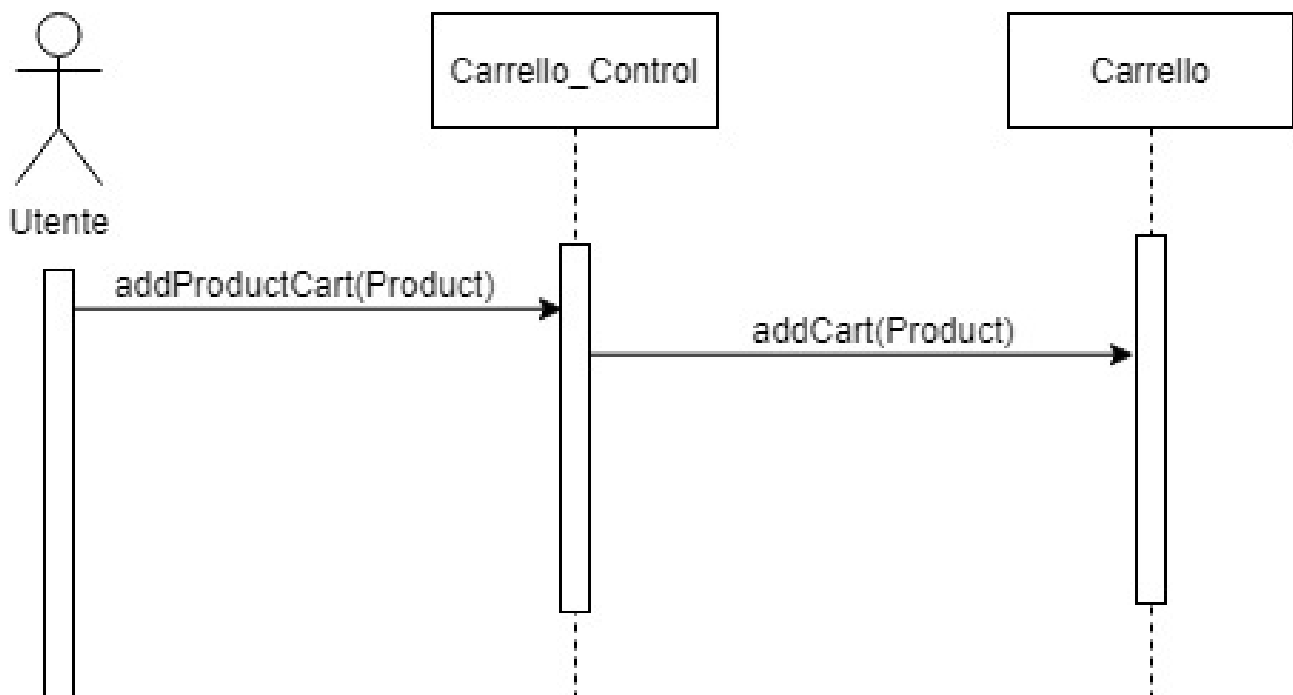 Carrello_Control
Carrello
Utente
addProductCart(Product)
addCart(Product)